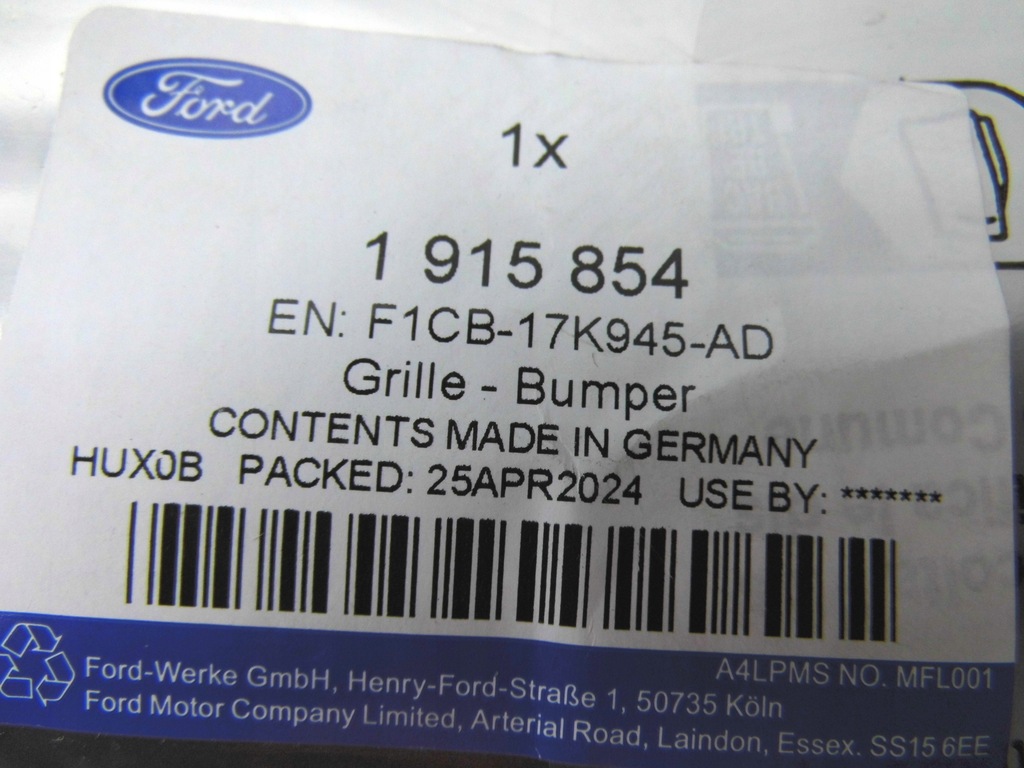 Ford
1x
1 915 854
EN: F1CB-17K945-AD
Grille - Bumper
CONTENTS MADE IN GERMANY
HUX0B PACKED: 25APR2024 USE BY: *******
A4LPMS NO. MFL001
Ford-Werke GmbH, Henry-Ford-Straße 1, 50735 Köln
Ford Motor Company Limited, Arterial Road, Laindon, Essex. SS15 6EE